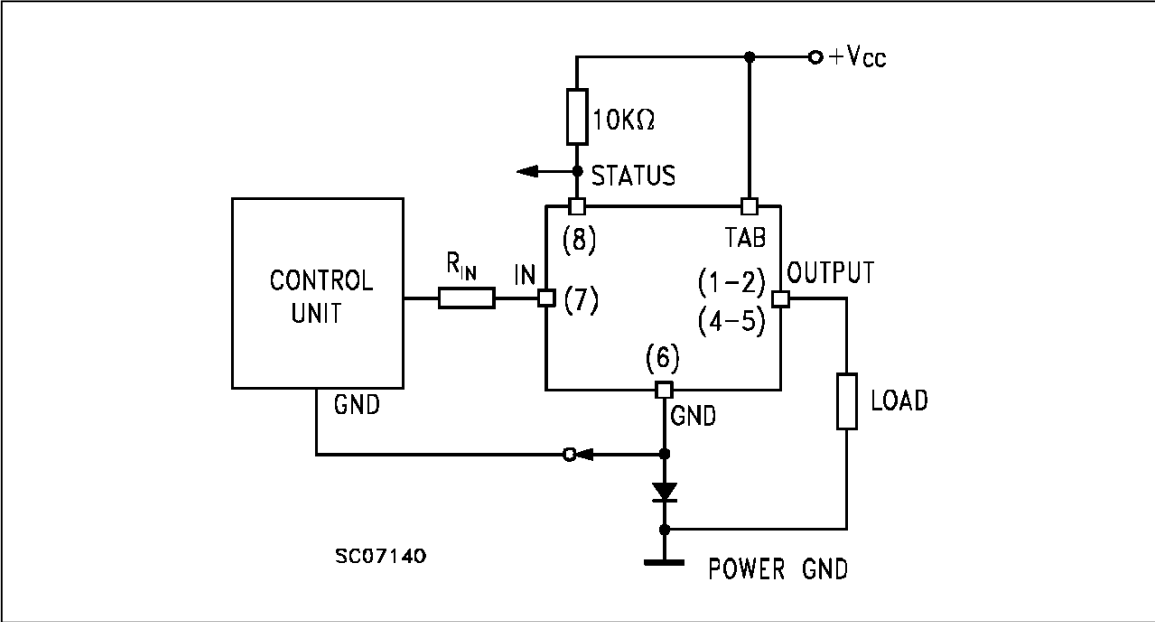 +Vcc
10KΩ
STATUS
(8)
TAB
CONTROL
UNIT
RIN
IN
(7)
OUTPUT
(1-2)
(4-5)
(6)
GND
GND
LOAD
SC07140
POWER GND